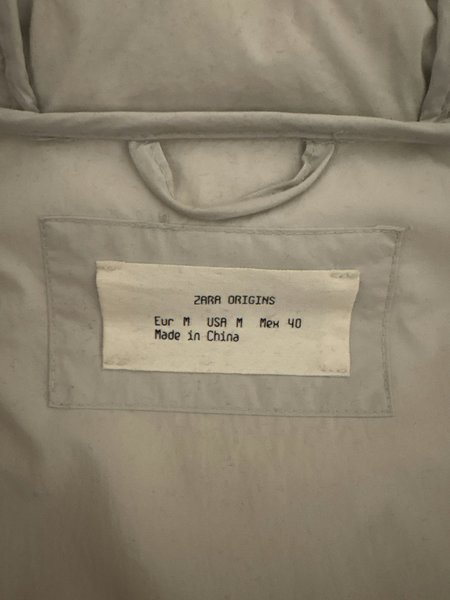 ZARA ORIGINS
Eur M USA M Mex 40
Made in China